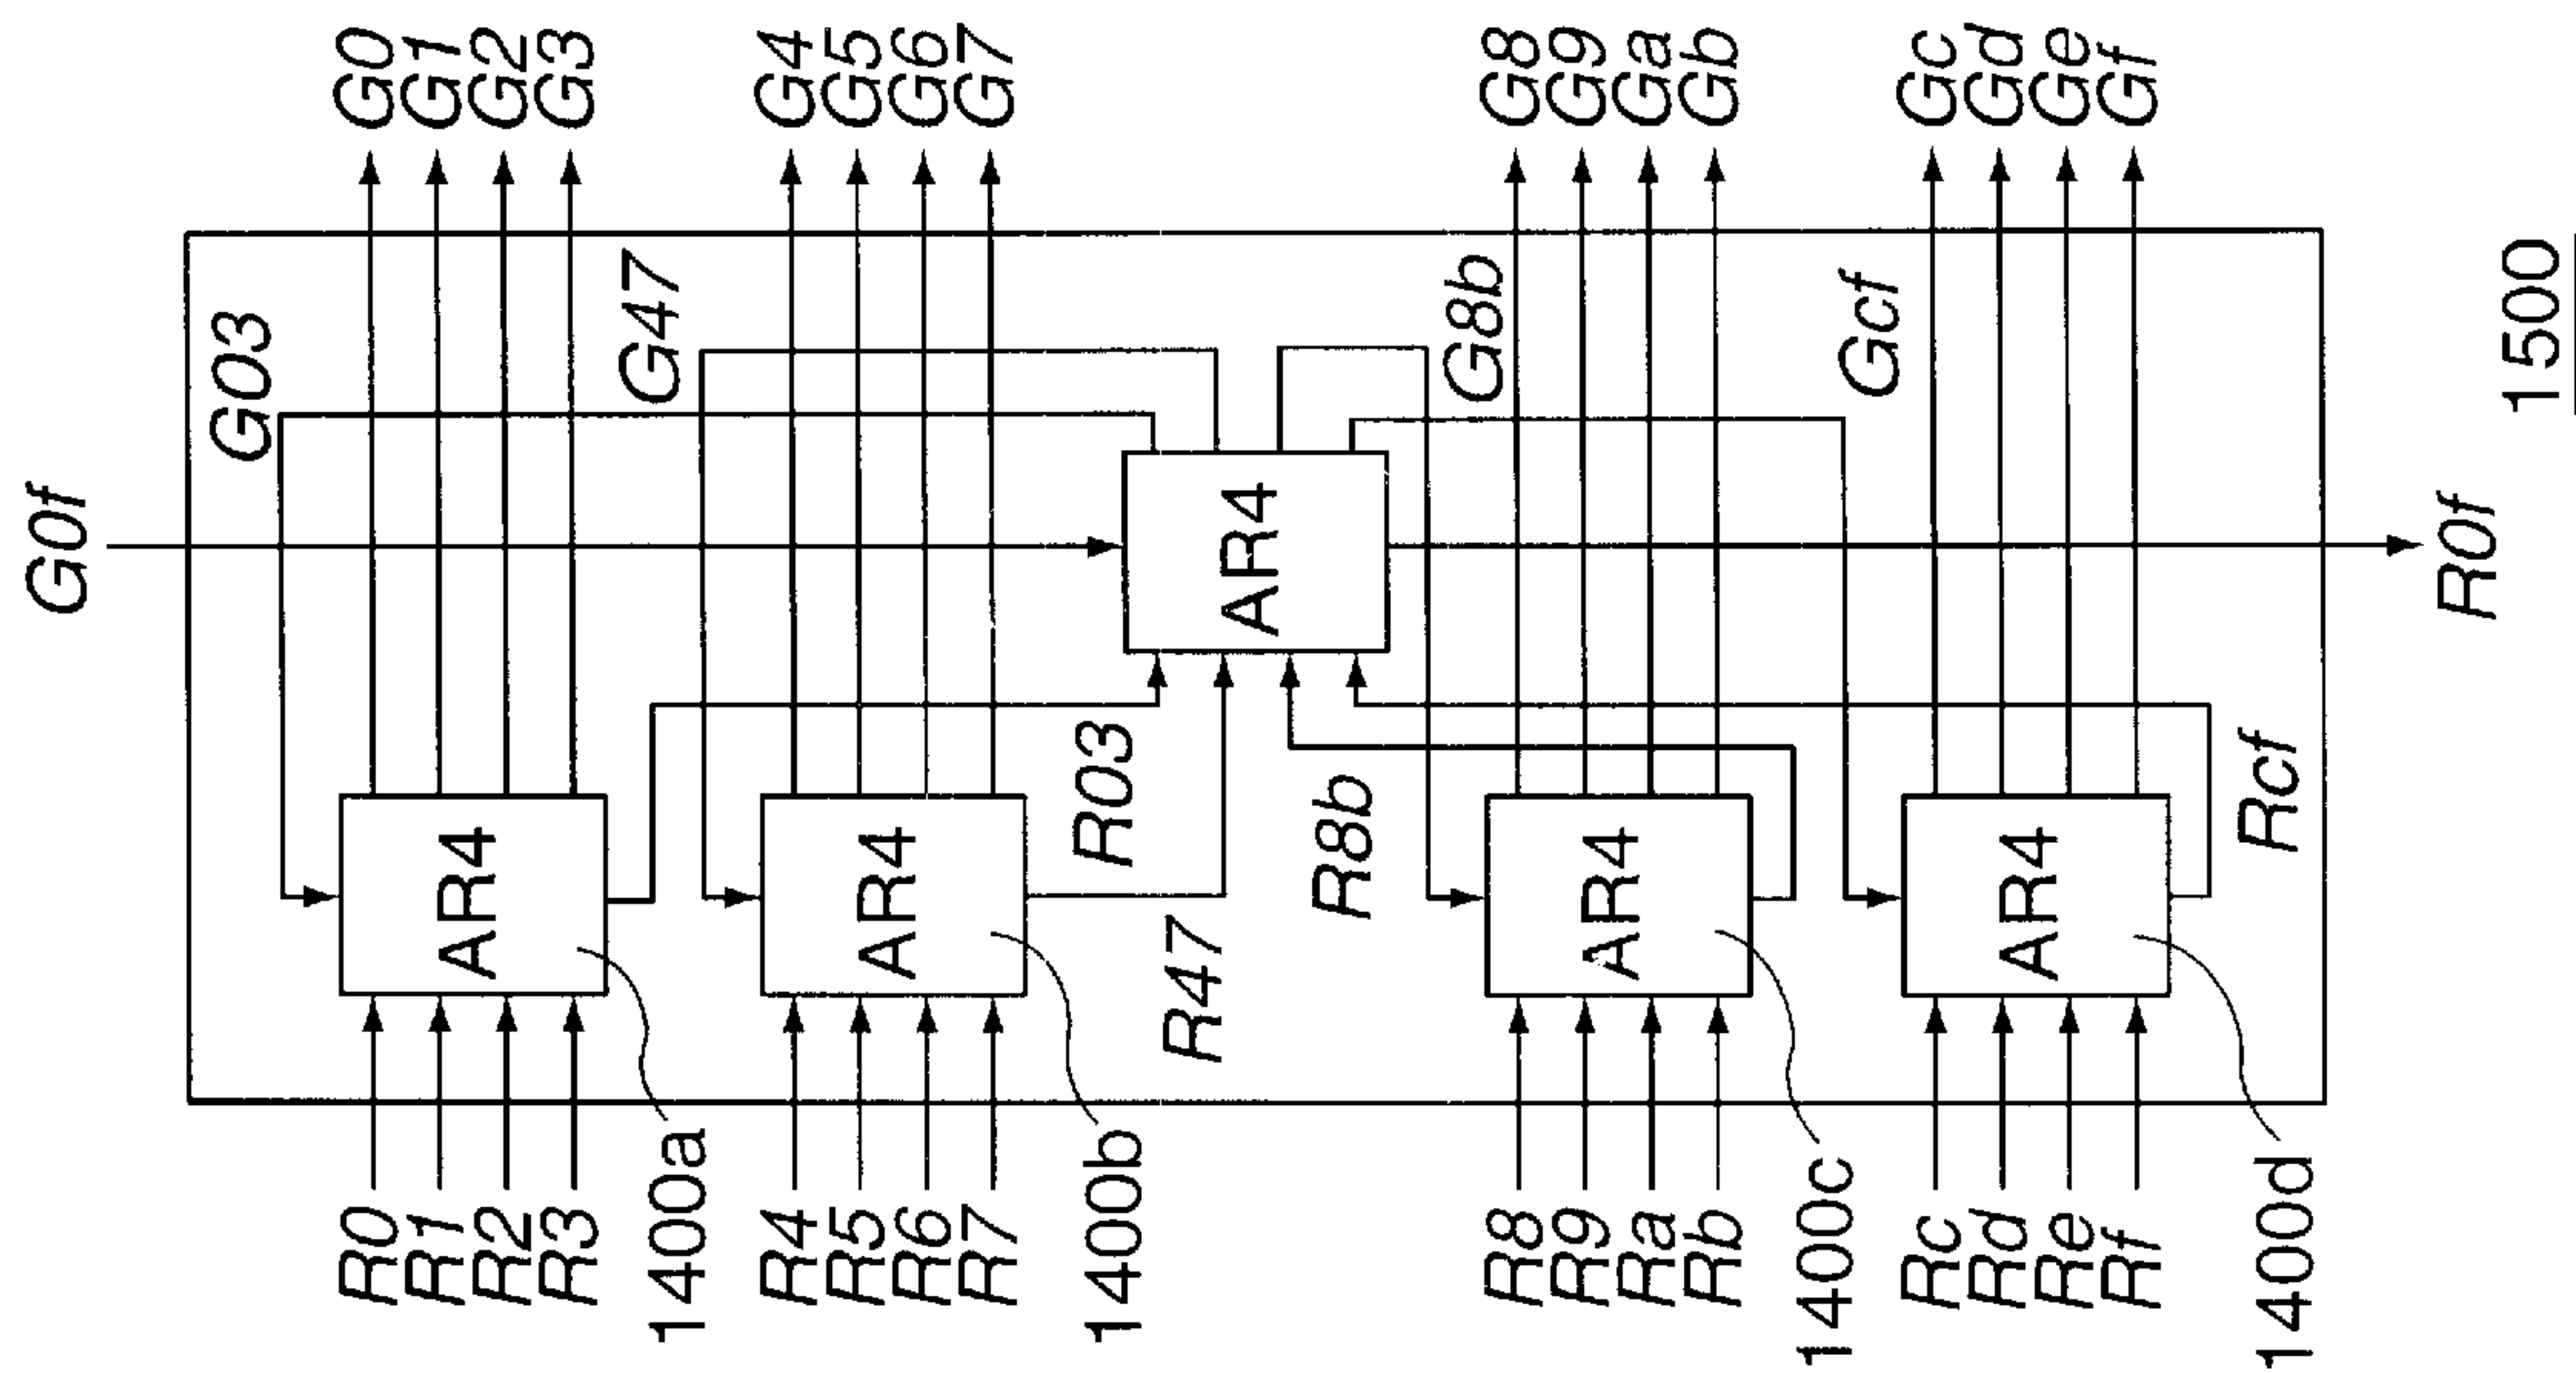 G0f
G03
G47
G8b
Gcf
R0
R1
R2
R3
AR4
G0
G1
G2
G3
1400a
R4
R5
R6
R7
AR4
G4
G5
G6
G7
1400b
R03
R47
AR4
R8b
R8
R9
Ra
Rb
AR4
G8
G9
Ga
Gb
1400c
Rc
Rd
Re
Rf
AR4
Gc
Gd
Ge
Gf
1400d
Rcf
R0f
1500